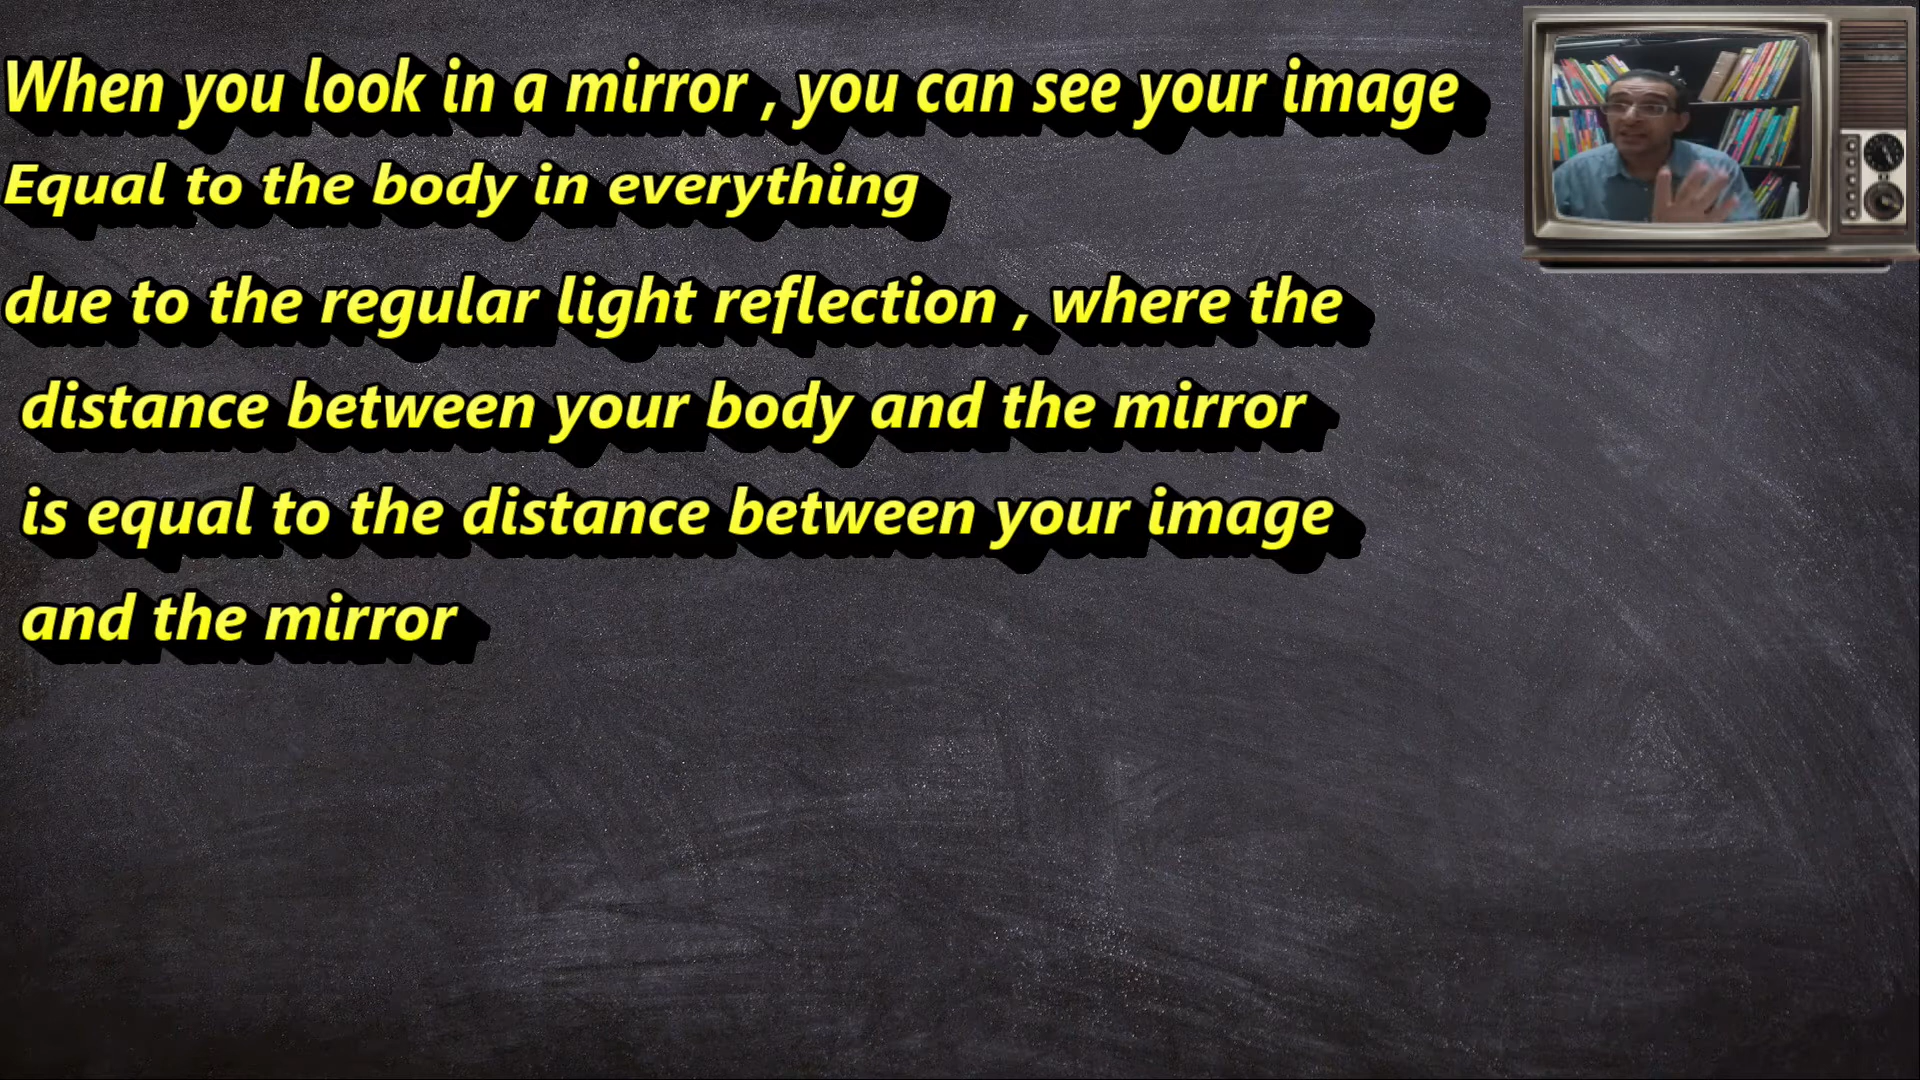 When you look in a mirror , you can see your image
Equal to the body in everything
due to the regular light reflection , where the
distance between your body and the mirror
is equal to the distance between your image
and the mirror